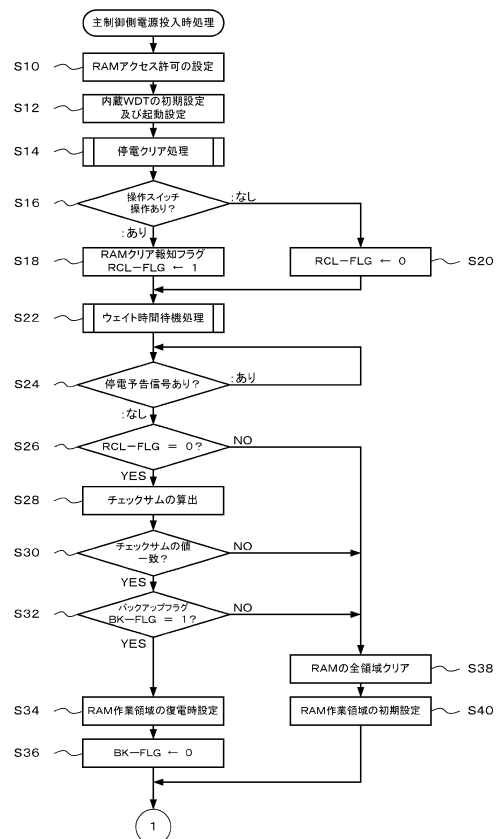 主制御側電源投入時処理
S10
RAMアクセス許可の設定
S12
内蔵WDTの初期設定
及び起動設定
S14
停電クリア処理
S16
操作スイッチ
操作あり?
:なし
:あり
S18
RAMクリア報知フラグ
RCL−FLG ← 1
RCL−FLG ← 0
S20
S22
ウェイト時間待機処理
S24
停電予告信号あり?
:あり
:なし
S26
RCL−FLG = 0?
NO
YES
S28
チェックサムの算出
S30
チェックサムの値
一致?
NO
YES
S32
バックアップフラグ
BK−FLG = 1?
NO
YES
RAMの全領域クリア
S38
S34
RAM作業領域の復電時設定
RAM作業領域の初期設定
S40
S36
BK−FLG ← 0
1